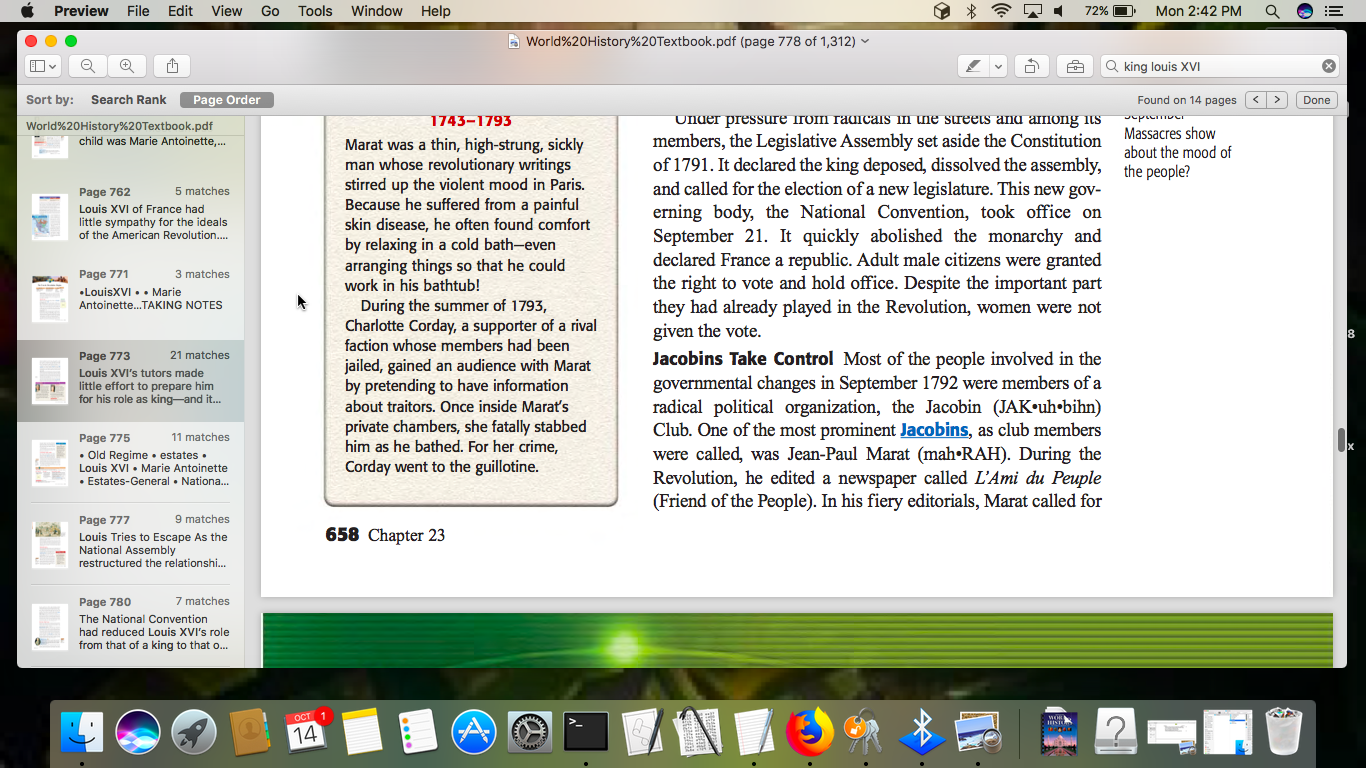 Preview File Edit View Go Tools Window Help
72% Mon 2:42 PM
World%20History%20Textbook.pdf (page 778 of 1,312)
king louis XVI
Sort by: Search Rank Page Order
Found on 14 pages < > Done
World%20History%20Textbook.pdf
child was Marie Antoinette,...
Page 762 5 matches
Louis XVI of France had
little sympathy for the ideals
of the American Revolution....
Page 771 3 matches
•LouisXVI • • Marie
Antoinette...TAKING NOTES
Page 773 21 matches
Louis XVI's tutors made
little effort to prepare him
for his role as king—and it...
Page 775 11 matches
• Old Regime • estates •
Louis XVI • Marie Antoinette
• Estates-General • Nationa...
Page 777 9 matches
Louis Tries to Escape As the
National Assembly
restructured the relationshi...
Page 780 7 matches
The National Convention
had reduced Louis XVI's role
from that of a king to that o...
1743–1793
Marat was a thin, high-strung, sickly
man whose revolutionary writings
stirred up the violent mood in Paris.
Because he suffered from a painful
skin disease, he often found comfort
by relaxing in a cold bath—even
arranging things so that he could
work in his bathtub!
During the summer of 1793,
Charlotte Corday, a supporter of a rival
faction whose members had been
jailed, gained an audience with Marat
by pretending to have information
about traitors. Once inside Marat's
private chambers, she fatally stabbed
him as he bathed. For her crime,
Corday went to the guillotine.
658 Chapter 23
Under pressure from radicals in the streets and among its
members, the Legislative Assembly set aside the Constitution
of 1791. It declared the king deposed, dissolved the assembly,
and called for the election of a new legislature. This new gov-
erning body, the National Convention, took office on
September 21. It quickly abolished the monarchy and
declared France a republic. Adult male citizens were granted
the right to vote and hold office. Despite the important part
they had already played in the Revolution, women were not
given the vote.
Jacobins Take Control Most of the people involved in the
governmental changes in September 1792 were members of a
radical political organization, the Jacobin (JAK•uh•bihn)
Club. One of the most prominent Jacobins, as club members
were called, was Jean-Paul Marat (mah•RAH). During the
Revolution, he edited a newspaper called L'Ami du Peuple
(Friend of the People). In his fiery editorials, Marat called for
September
Massacres show
about the mood of
the people?
8
x
OCT
14
1
>_
?